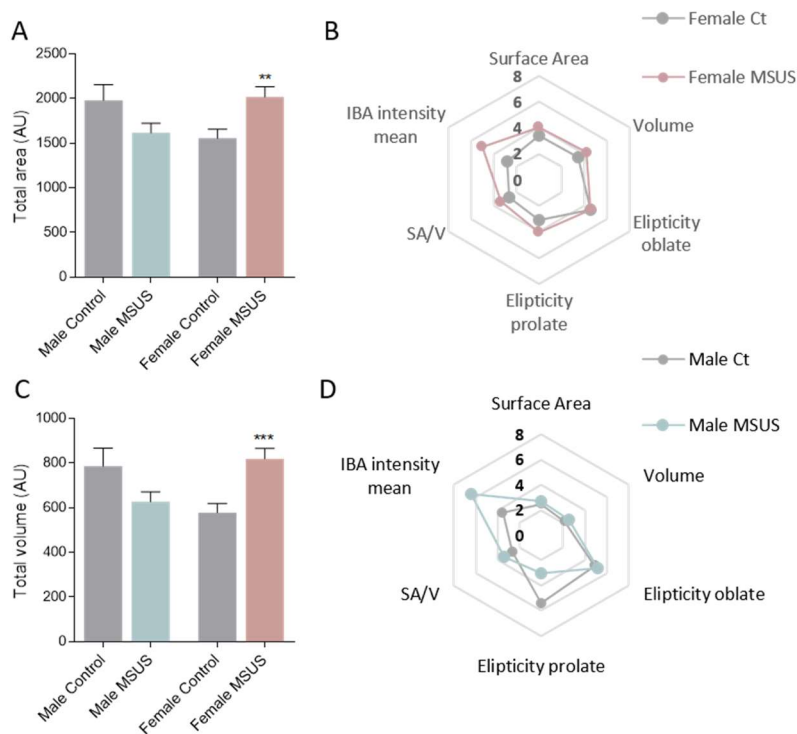 A
Total area (AU)
2500
2000
1500
1000
500
0
**
Male Control
Male MSUS
Female Control
Female MSUS
B
Female Ct
Female MSUS
Surface Area
8
6
4
2
0
IBA intensity
mean
Volume
SA/V
Elipticity
oblate
Elipticity
prolate
C
Total volume (AU)
1000
800
600
400
200
0
***
Male Control
Male MSUS
Female Control
Female MSUS
D
Male Ct
Male MSUS
Surface Area
8
6
4
2
0
IBA intensity
mean
Volume
SA/V
Elipticity oblate
Elipticity prolate